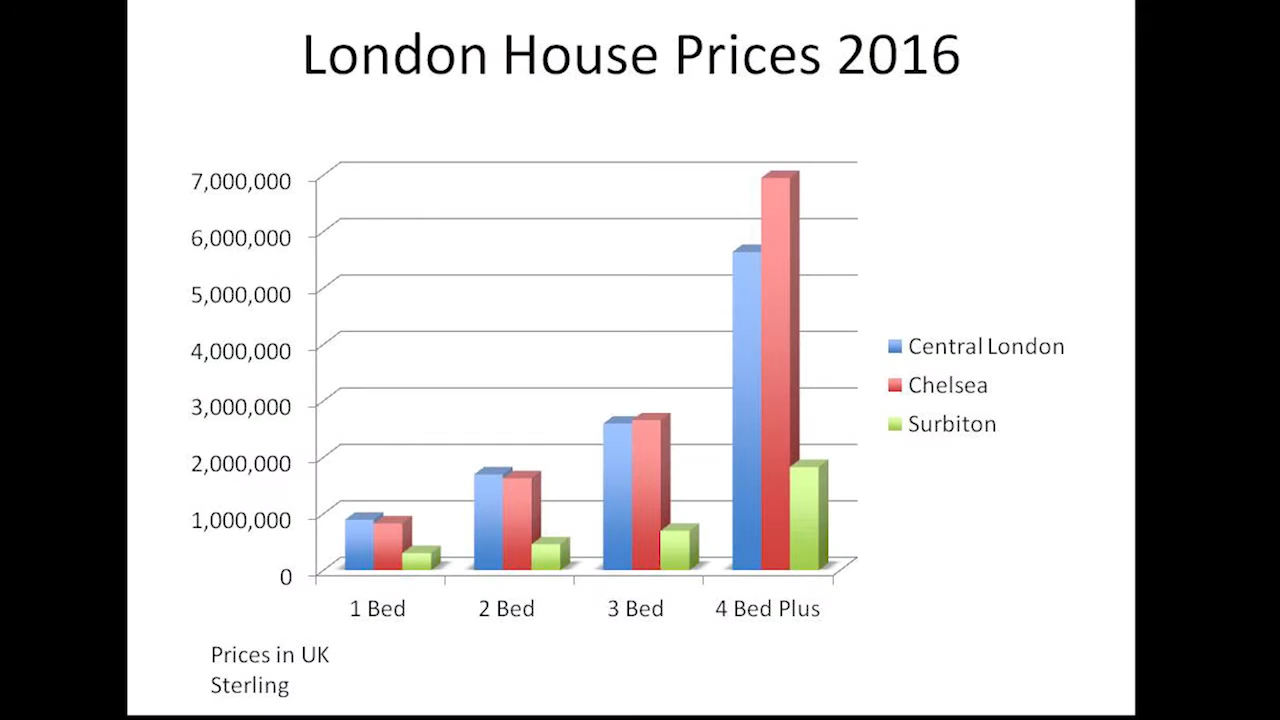 London House Prices 2016
7,000,000
6,000,000
5,000,000
4,000,000
3,000,000
2,000,000
1,000,000
0
1 Bed
2 Bed
3 Bed
4 Bed Plus
Central London
Chelsea
Surbiton
Prices in UK
Sterling